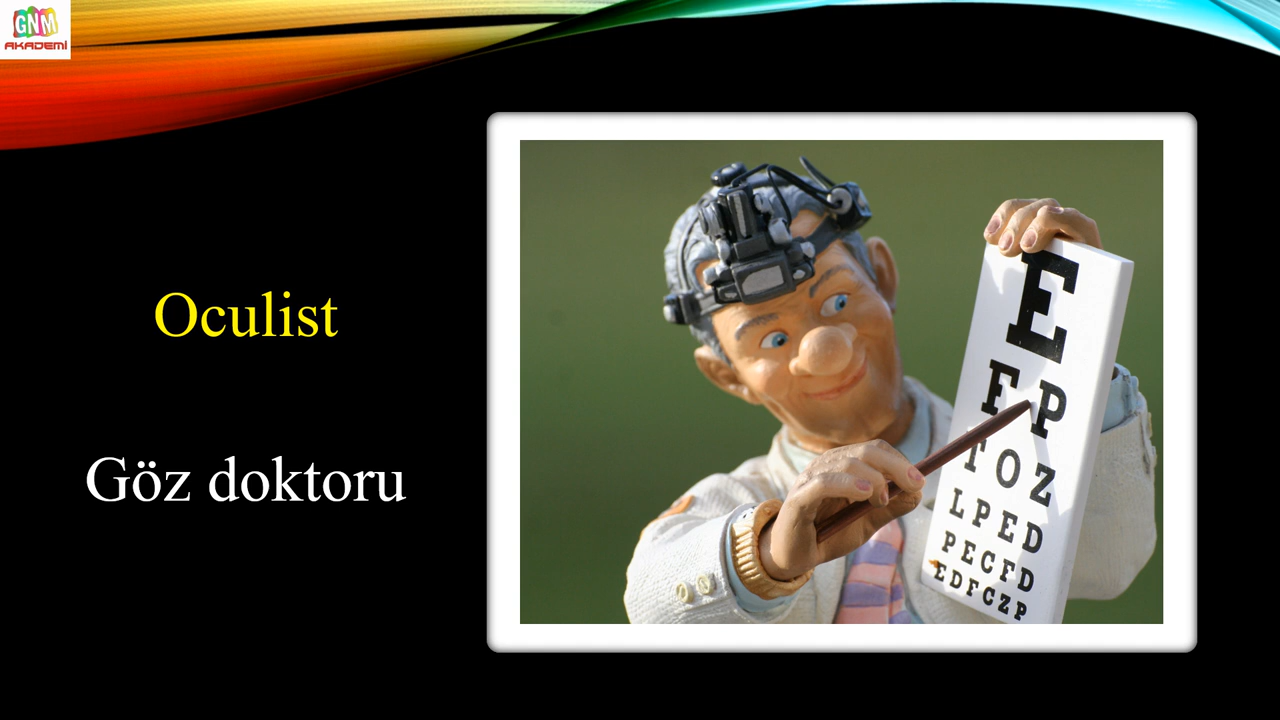 GNM
AKADEMİ
Oculist
Göz doktoru
E
F P
T O Z
L P E D
P E C F D
E D F C Z P